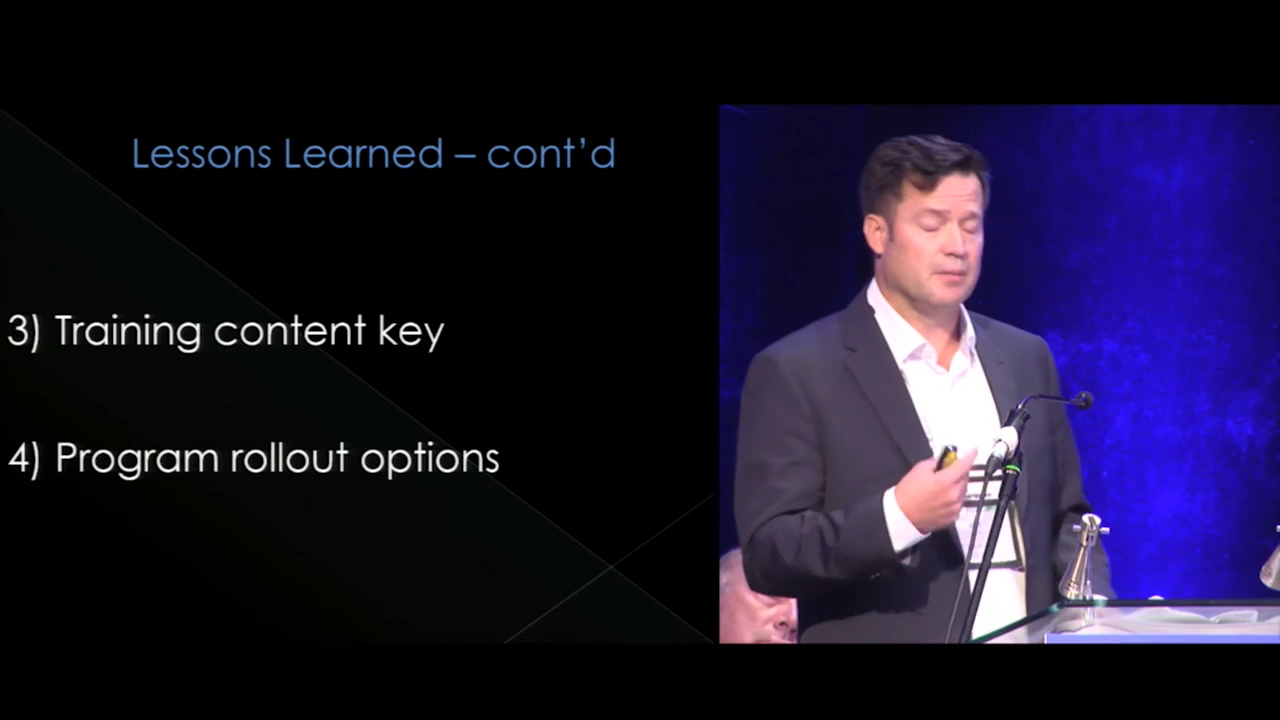 Lessons Learned – cont’d
3) Training content key
4) Program rollout options